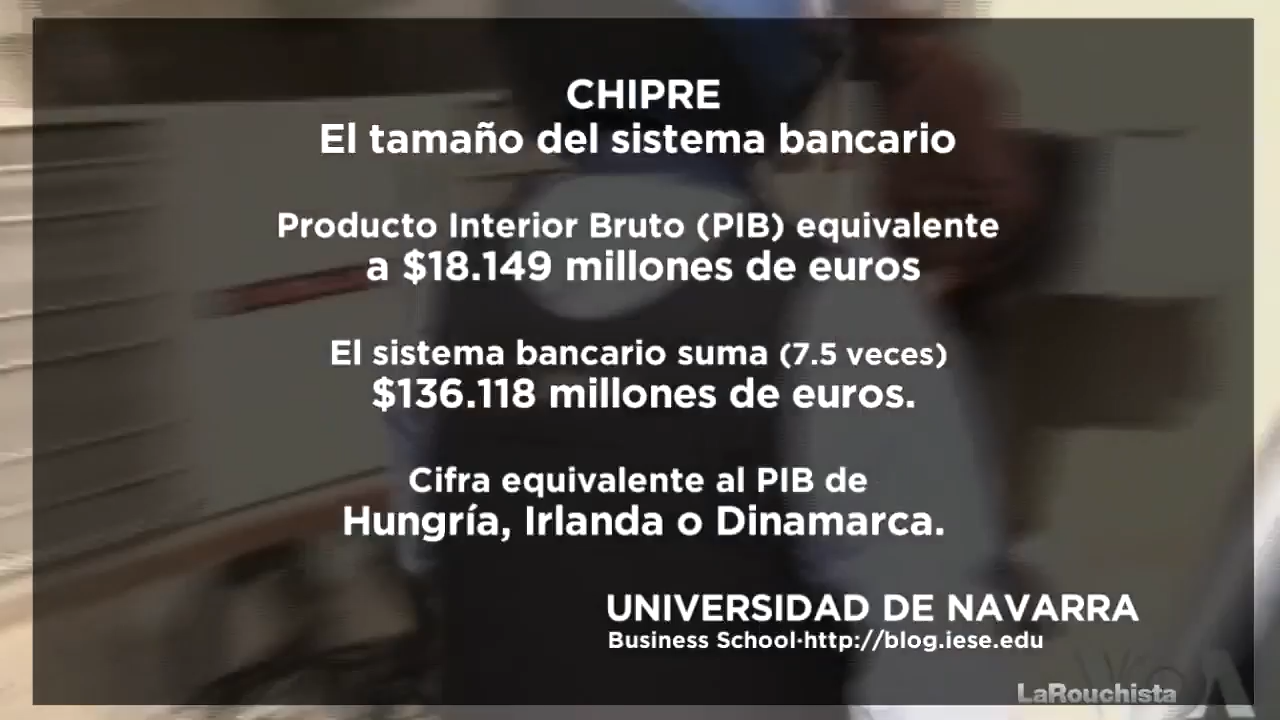 CHIPRE
El tamaño del sistema bancario
Producto Interior Bruto (PIB) equivalente
a $18.149 millones de euros
El sistema bancario suma (7.5 veces)
$136.118 millones de euros.
Cifra equivalente al PIB de
Hungría, Irlanda o Dinamarca.
UNIVERSIDAD DE NAVARRA
Business School·http://blog.iese.edu
LaRouchista
VOA